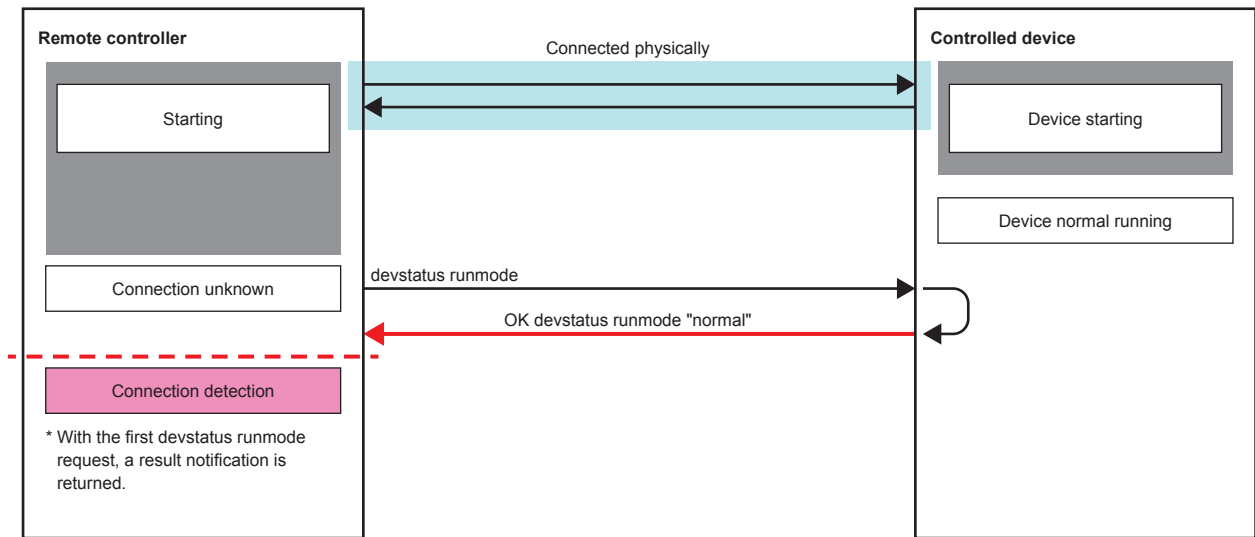 Remote controller
Connected physically
Controlled device
Starting
Device starting
Device normal running
Connection unknown
devstatus runmode
OK devstatus runmode "normal"
Connection detection
* With the first devstatus runmode
request, a result notification is
returned.